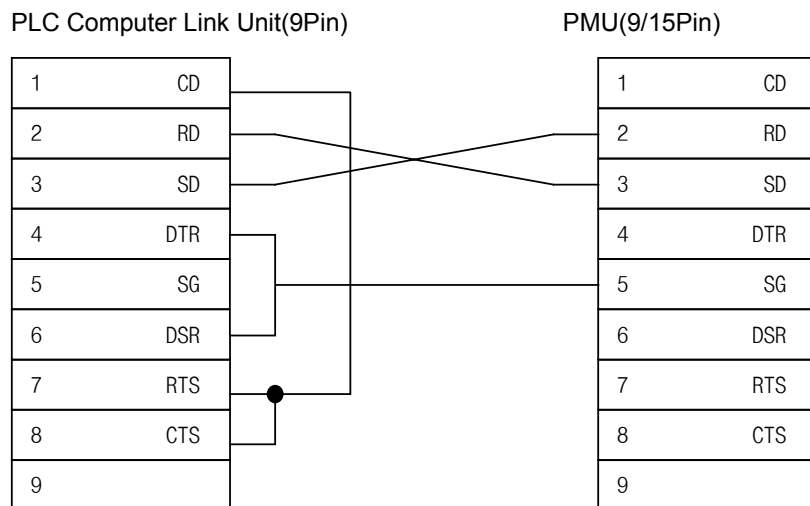 PLC Computer Link Unit(9Pin) PMU(9/15Pin)
1 CD 1 CD
2 RD 2 RD
3 SD 3 SD
4 DTR 4 DTR
5 SG 5 SG
6 DSR 6 DSR
7 RTS 7 RTS
8 CTS 8 CTS
9 9